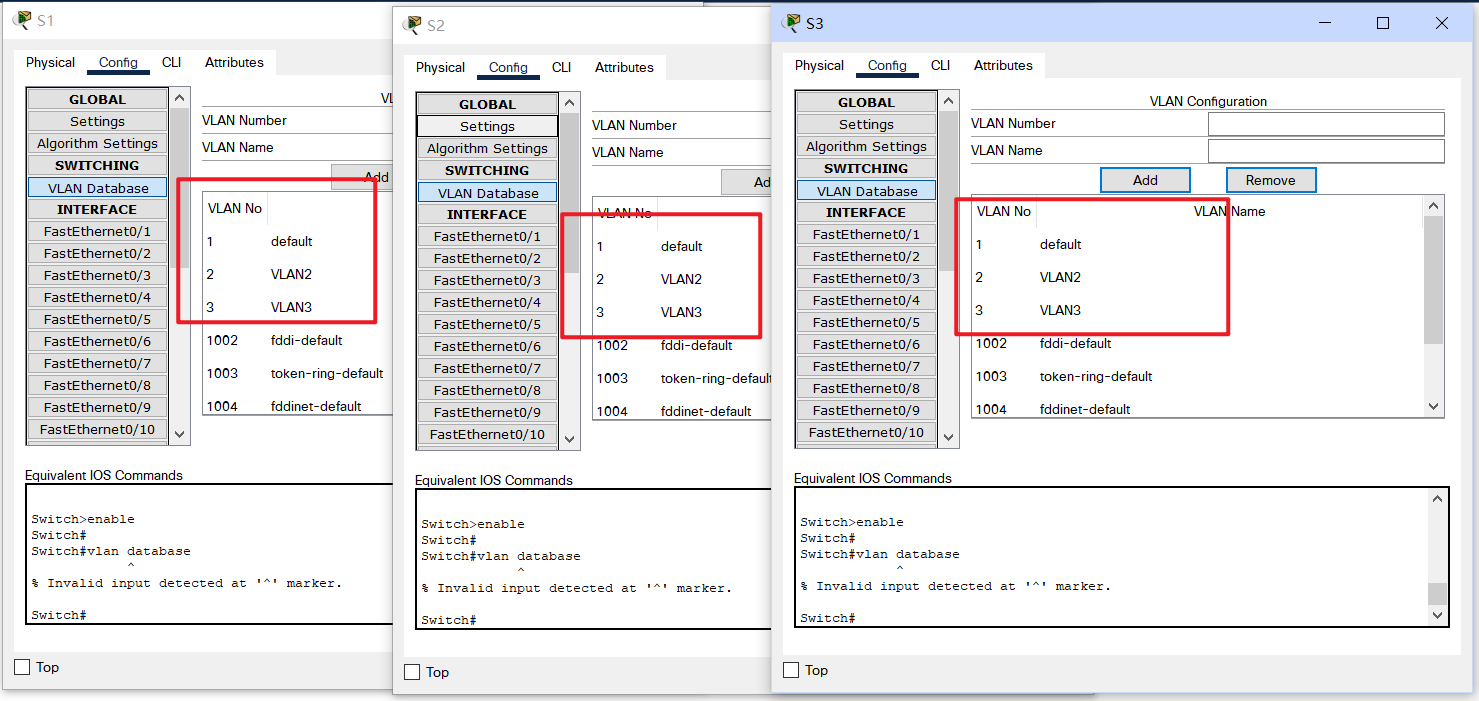 S1
Physical Config CLI Attributes
GLOBAL
Settings
Algorithm Settings
SWITCHING
VLAN Database
INTERFACE
FastEthernet0/1
FastEthernet0/2
FastEthernet0/3
FastEthernet0/4
FastEthernet0/5
FastEthernet0/6
FastEthernet0/7
FastEthernet0/8
FastEthernet0/9
FastEthernet0/10
VL
VLAN Number
VLAN Name
Add
VLAN No
1 default
2 VLAN2
3 VLAN3
1002 fddi-default
1003 token-ring-default
1004 fddinet-default
Equivalent IOS Commands
Switch>enable
Switch#
Switch#vlan database
^
% Invalid input detected at '^' marker.
Switch#
Top
S2
Physical Config CLI Attributes
GLOBAL
Settings
Algorithm Settings
SWITCHING
VLAN Database
INTERFACE
FastEthernet0/1
FastEthernet0/2
FastEthernet0/3
FastEthernet0/4
FastEthernet0/5
FastEthernet0/6
FastEthernet0/7
FastEthernet0/8
FastEthernet0/9
FastEthernet0/10
VLAN Number
VLAN Name
Ad
VLAN No
1 default
2 VLAN2
3 VLAN3
1002 fddi-default
1003 token-ring-default
1004 fddinet-default
Equivalent IOS Commands
Switch>enable
Switch#
Switch#vlan database
^
% Invalid input detected at '^' marker.
Switch#
Top
S3
Physical Config CLI Attributes
GLOBAL
Settings
Algorithm Settings
SWITCHING
VLAN Database
INTERFACE
FastEthernet0/1
FastEthernet0/2
FastEthernet0/3
FastEthernet0/4
FastEthernet0/5
FastEthernet0/6
FastEthernet0/7
FastEthernet0/8
FastEthernet0/9
FastEthernet0/10
VLAN Configuration
VLAN Number
VLAN Name
Add Remove
VLAN No VLAN Name
1 default
2 VLAN2
3 VLAN3
1002 fddi-default
1003 token-ring-default
1004 fddinet-default
Equivalent IOS Commands
Switch>enable
Switch#
Switch#vlan database
^
% Invalid input detected at '^' marker.
Switch#
Top